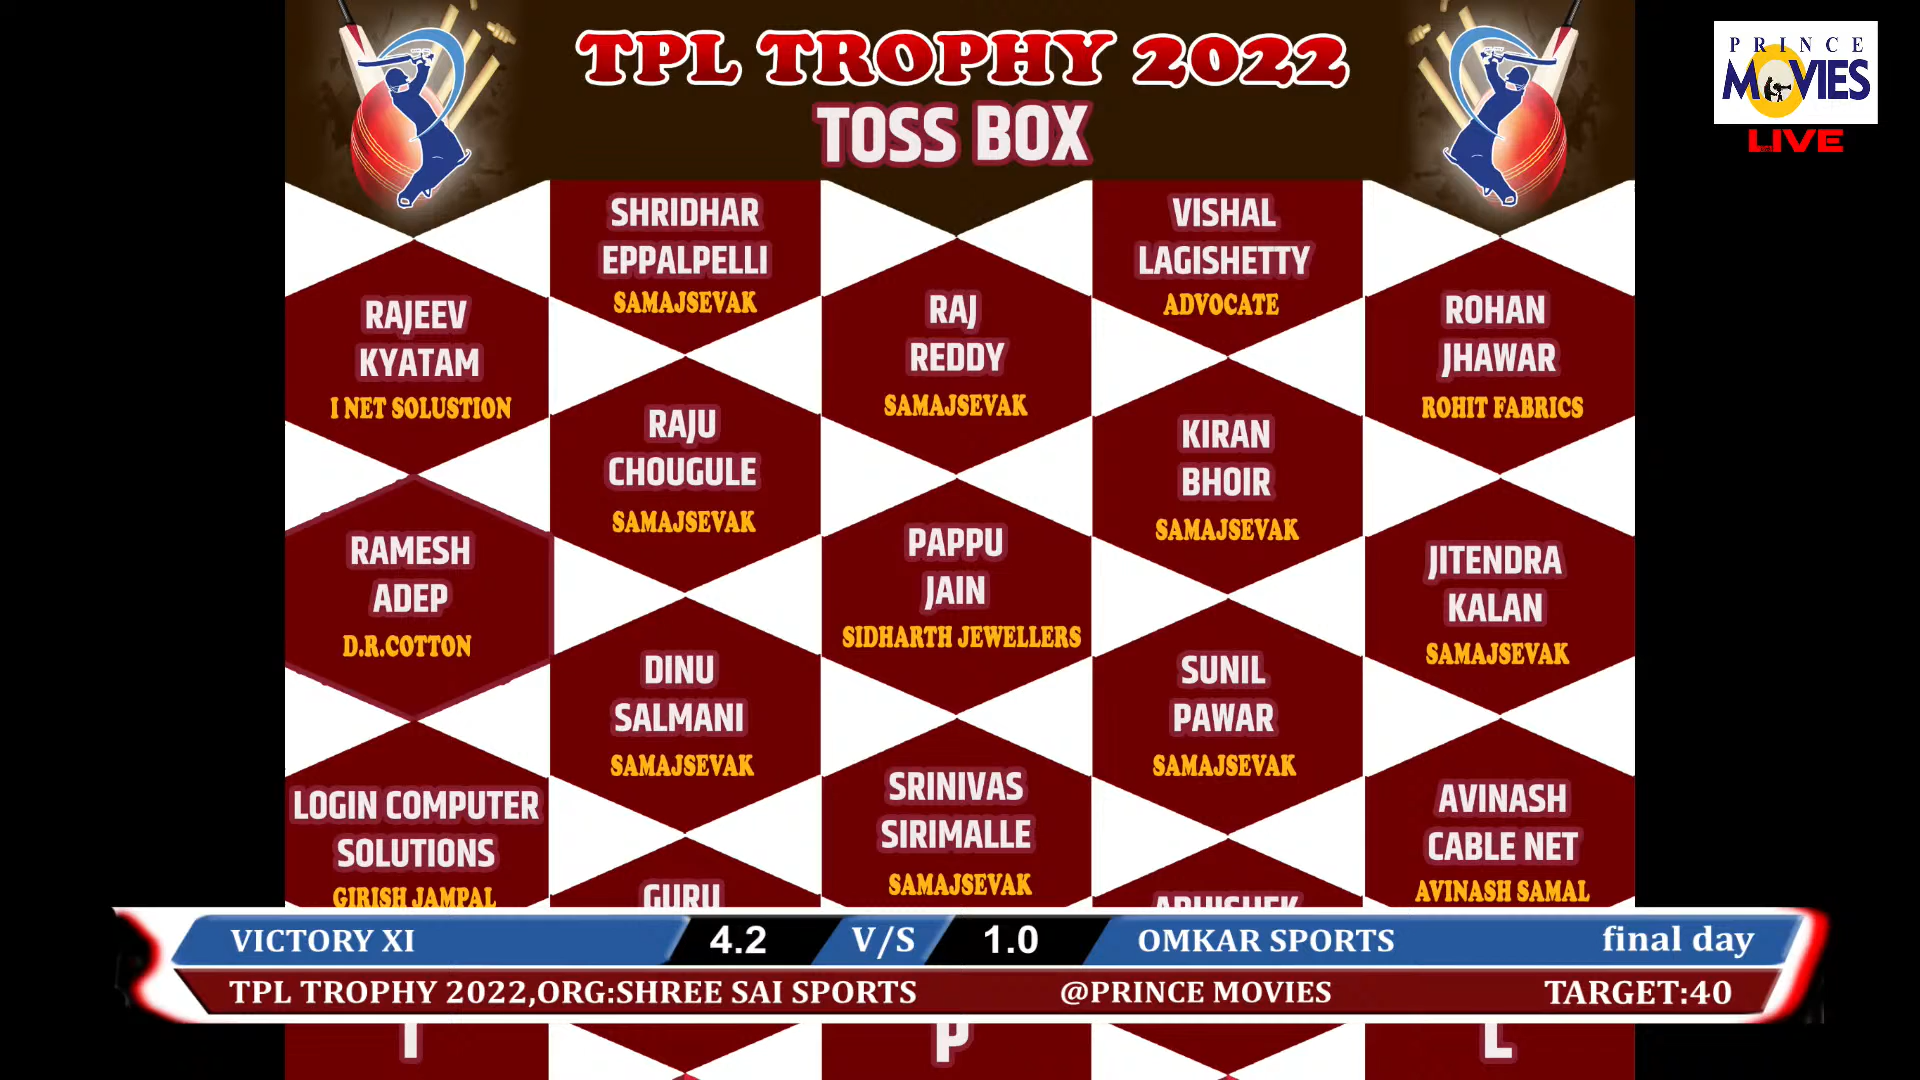 TPL TROPHY 2022
TOSS BOX
PRINCE
MOVIES
LIVE
SHRIDHAR
EPPALPELLI
SAMAJSEVAK
VISHAL
LAGISHETTY
ADVOCATE
RAJEEV
KYATAM
I NET SOLUSTION
RAJ
REDDY
SAMAJSEVAK
ROHAN
JHAWAR
ROHIT FABRICS
RAJU
CHOUGULE
SAMAJSEVAK
KIRAN
BHOIR
SAMAJSEVAK
RAMESH
ADEP
D.R.COTTON
PAPPU
JAIN
SIDHARTH JEWELLERS
JITENDRA
KALAN
SAMAJSEVAK
DINU
SALMANI
SAMAJSEVAK
SUNIL
PAWAR
SAMAJSEVAK
LOGIN COMPUTER
SOLUTIONS
GIRISH JAMPAL
SRINIVAS
SIRIMALLE
SAMAJSEVAK
AVINASH
CABLE NET
AVINASH SAMAL
GURU
ABHISHEK
VICTORY XI 4.2 V/S 1.0 OMKAR SPORTS final day
TPL TROPHY 2022,ORG:SHREE SAI SPORTS @PRINCE MOVIES TARGET:40
T P L